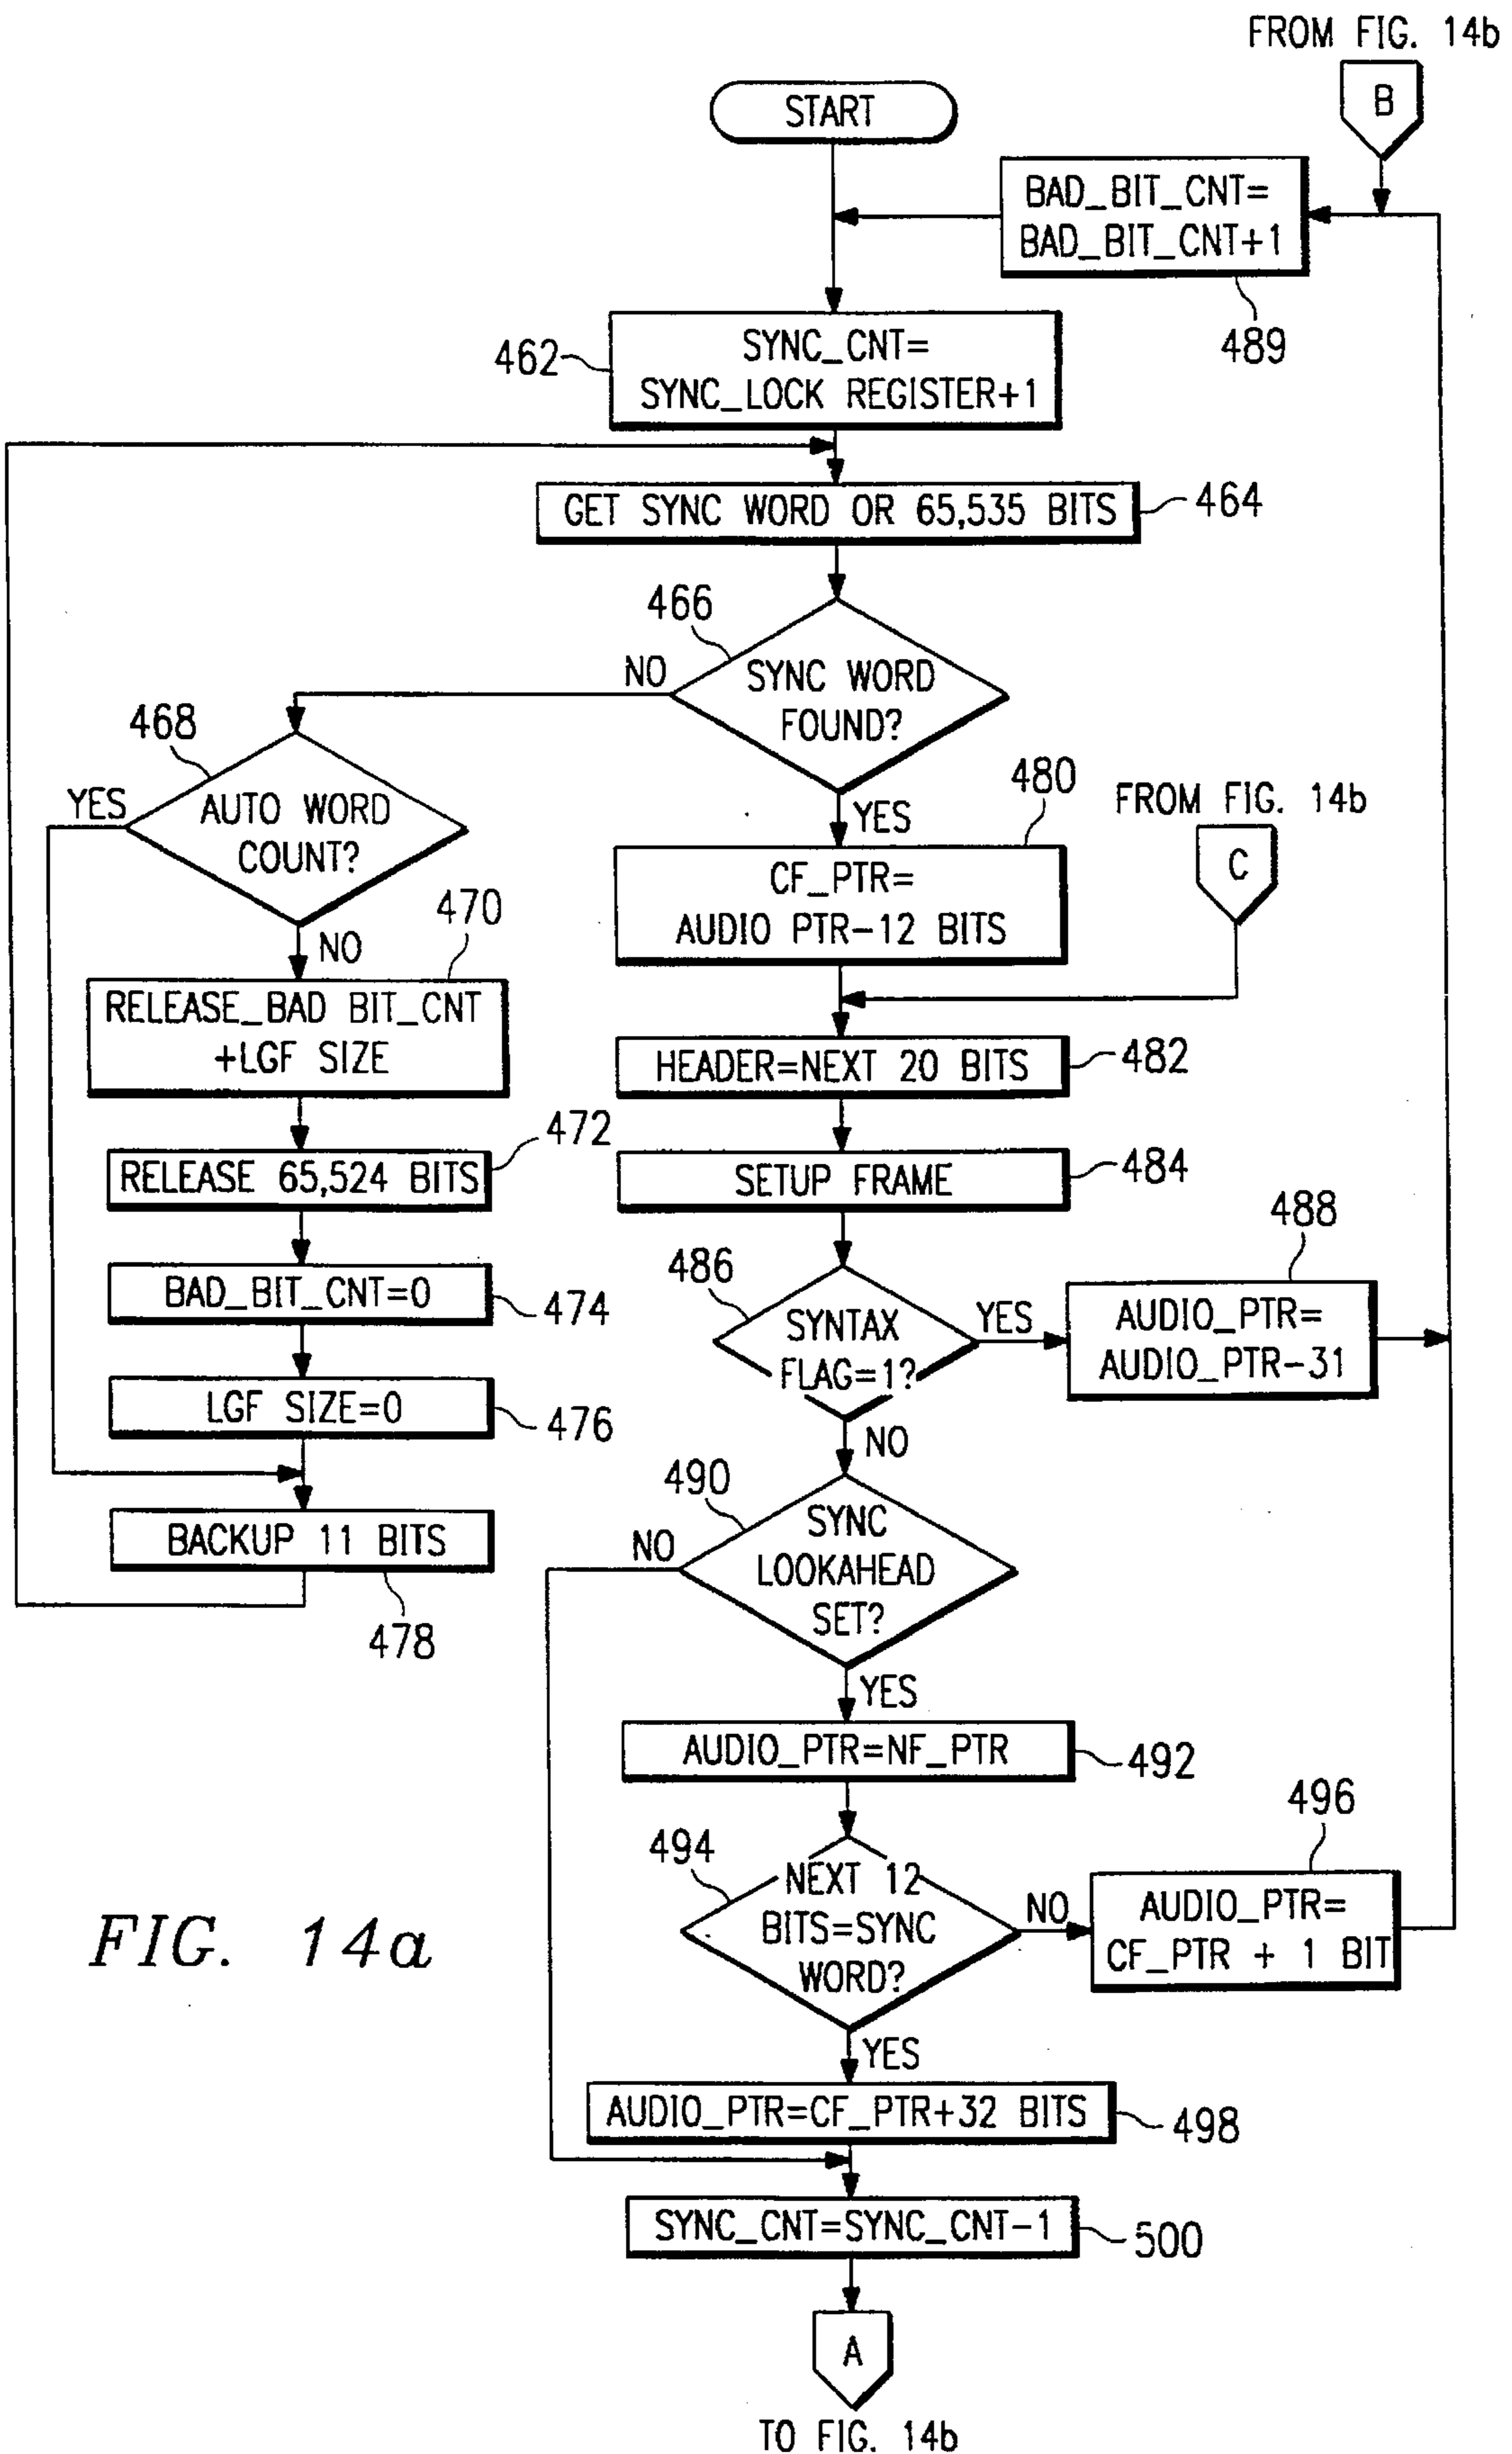 FROM FIG. 14b
B
START
BAD_BIT_CNT=
BAD_BIT_CNT+1
489
462
SYNC_CNT=
SYNC_LOCK REGISTER+1
GET SYNC WORD OR 65,535 BITS
464
466
SYNC WORD
FOUND?
NO
YES
468
AUTO WORD
COUNT?
YES
NO
470
RELEASE_BAD BIT_CNT
+LGF SIZE
472
RELEASE 65,524 BITS
BAD_BIT_CNT=0
474
LGF SIZE=0
476
BACKUP 11 BITS
478
480
CF_PTR=
AUDIO PTR-12 BITS
FROM FIG. 14b
C
HEADER=NEXT 20 BITS
482
SETUP FRAME
484
486
SYNTAX
FLAG=1?
YES
NO
488
AUDIO_PTR=
AUDIO_PTR-31
490
SYNC
LOOKAHEAD
SET?
NO
YES
AUDIO_PTR=NF_PTR
492
494
NEXT 12
BITS=SYNC
WORD?
NO
YES
496
AUDIO_PTR=
CF_PTR + 1 BIT
AUDIO_PTR=CF_PTR+32 BITS
498
SYNC_CNT=SYNC_CNT-1
500
A
TO FIG. 14b
FIG. 14a